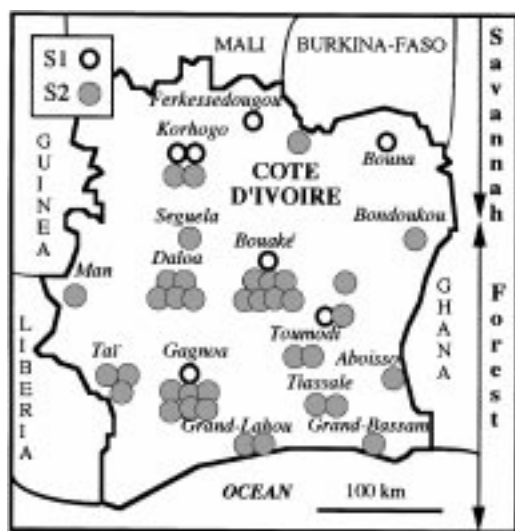 MALI
BURKINA-FASO
S1
S2
Ferkessedougou
Korhogo
Bouna
COTE
D'IVOIRE
Seguela
Bondoukou
Bouaké
Daloa
Man
Toumodi
Taï
Gagnoa
Aboisso
Tiassale
Grand-Lahou
Grand-Bassam
OCEAN
100 km
GUINEA
LIBERIA
GHANA
Savannah
Forest